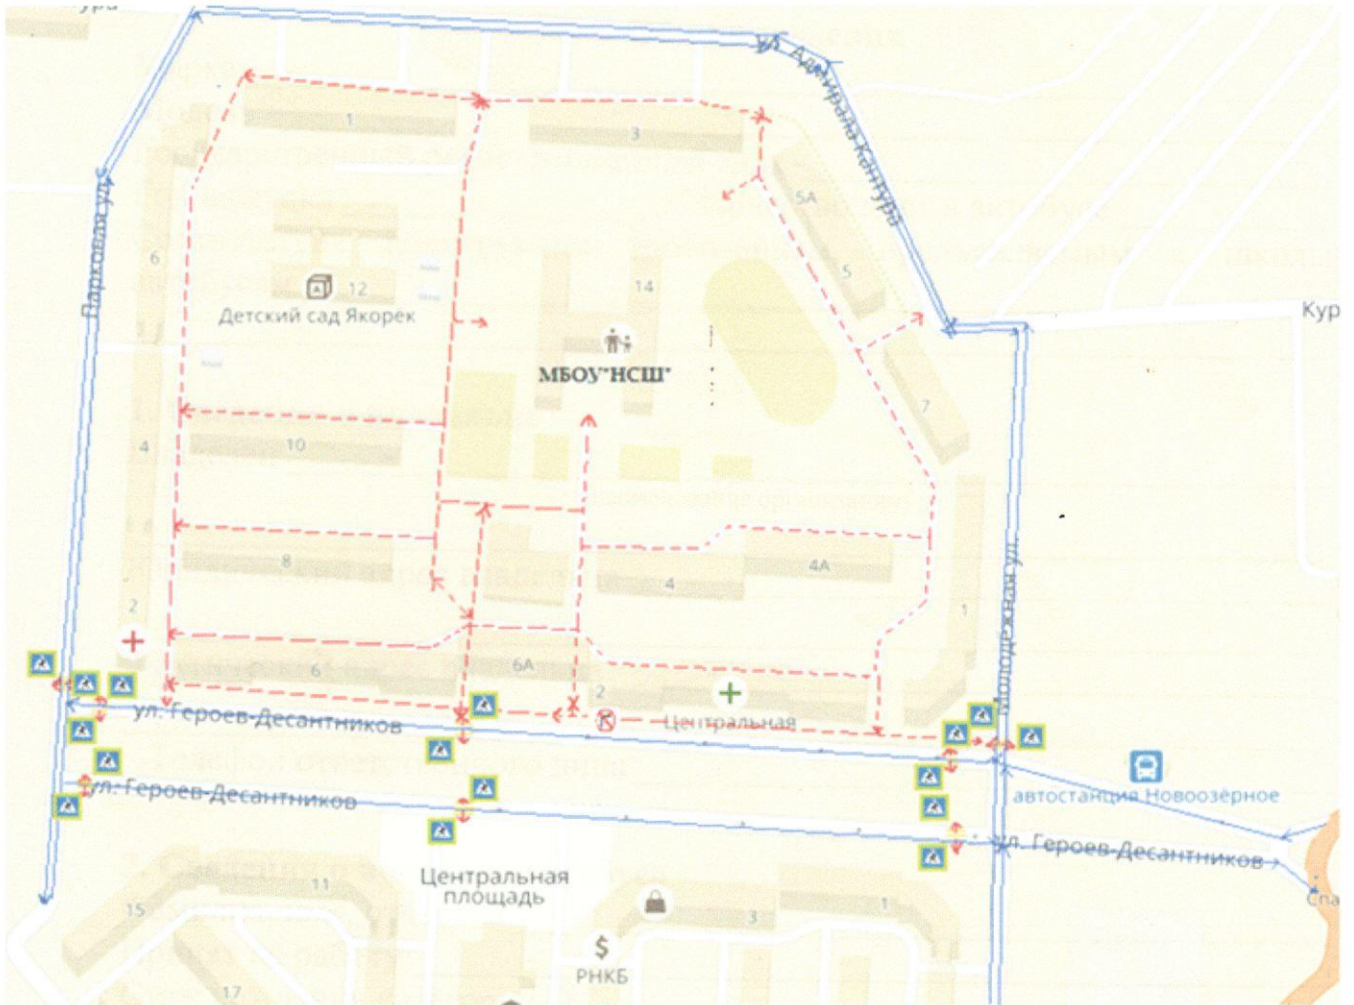 ул. Адмирала Кантура
1
3
5А
Парковая ул.
6
12
Детский сад Якорек
14
5
Кур
МБОУ"НСШ"
7
4
10
8
4
4А
2
1
Молодёжная ул.
6
6А
2
Центральная
ул. Героев-Десантников
ул. Героев-Десантников
автостанция Новоозёрное
ул. Героев-Десантников
Центральная
площадь
11
15
3
1
Спа
$
РНКБ
17